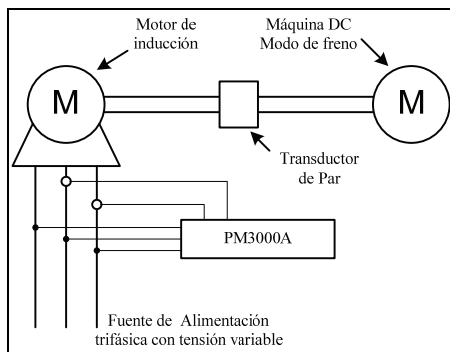 Motor de
inducción
Máquina DC
Modo de freno
M
M
Transductor
de Par
PM3000A
Fuente de Alimentación
trifásica con tensión variable